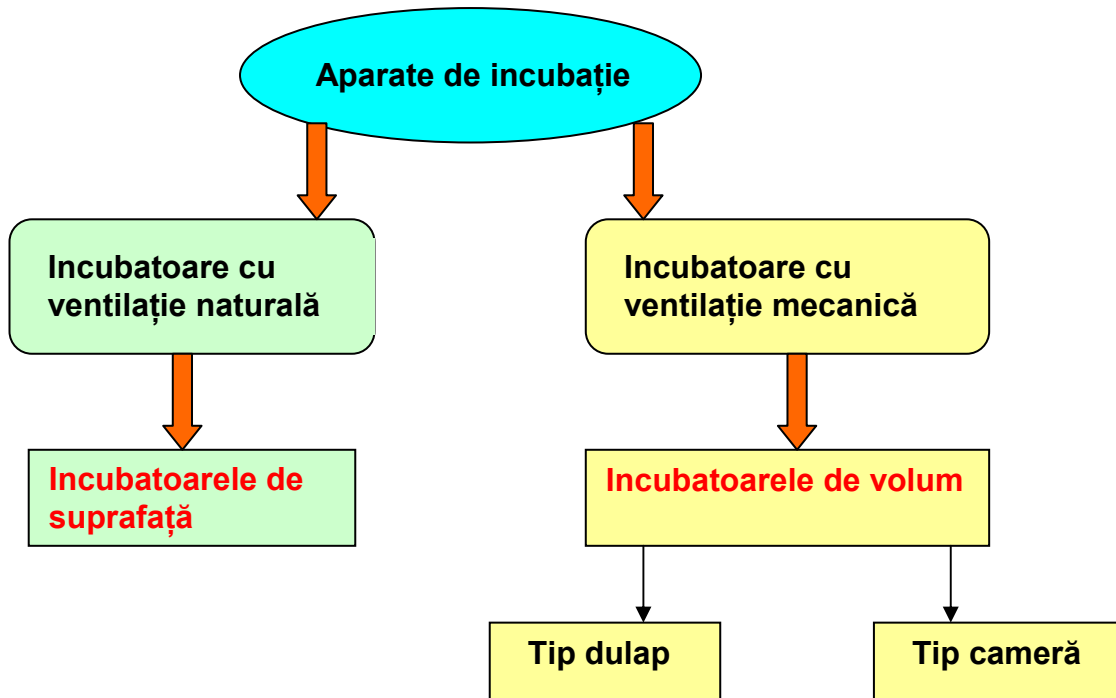 Aparate de incubație
Incubatoare cu
ventilație naturală
Incubatoare cu
ventilație mecanică
Incubatoarele de
suprafață
Incubatoarele de volum
Tip dulap
Tip cameră